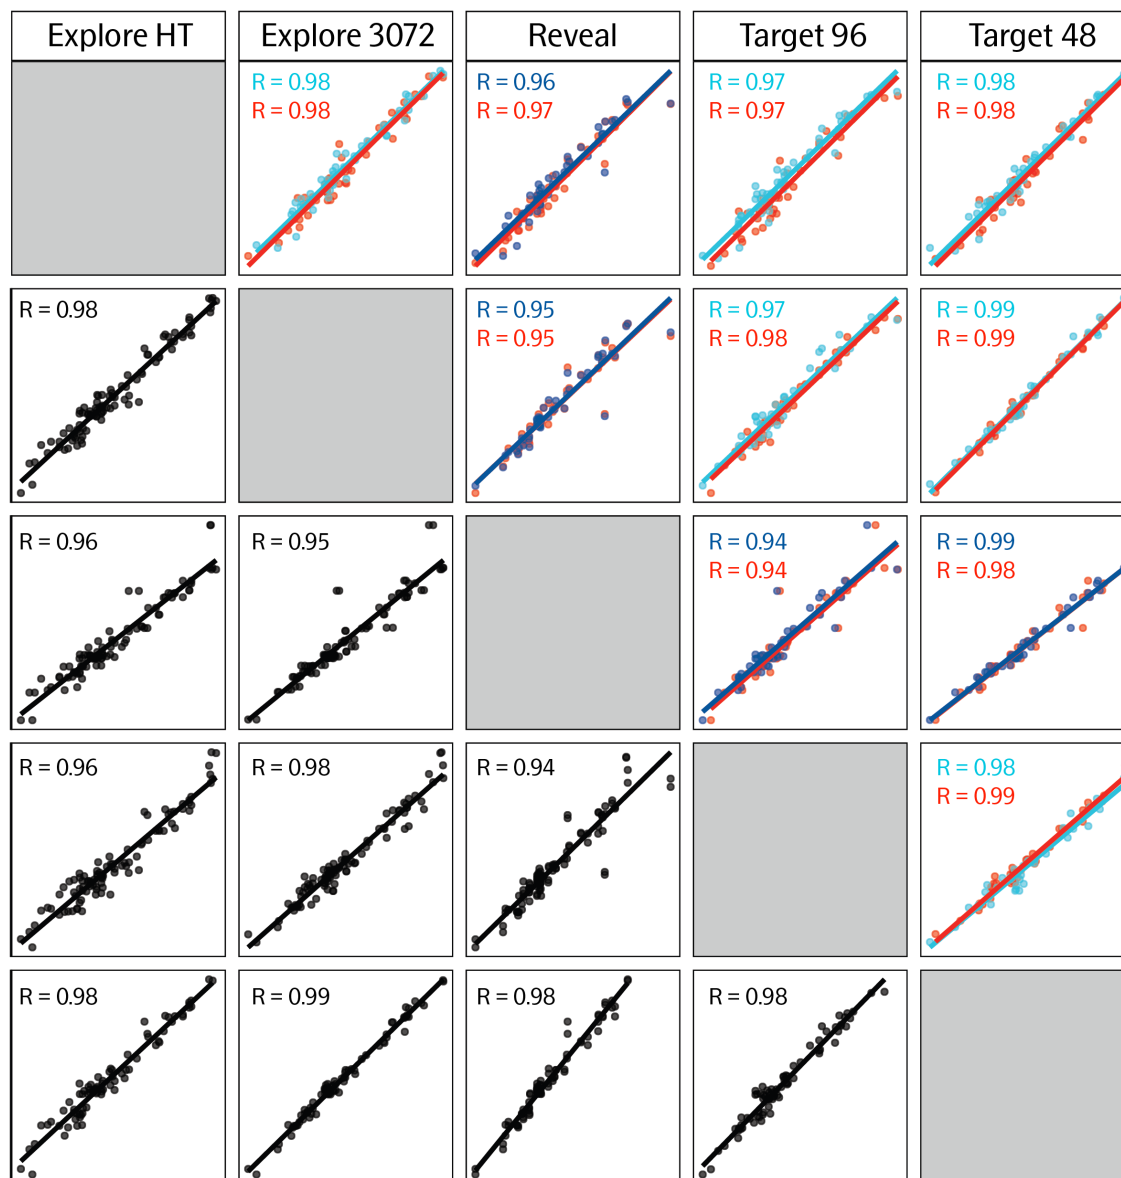 Explore HT
Explore 3072
Reveal
Target 96
Target 48
R = 0.98
R = 0.98
R = 0.96
R = 0.97
R = 0.97
R = 0.97
R = 0.98
R = 0.98
R = 0.98
R = 0.95
R = 0.95
R = 0.97
R = 0.98
R = 0.99
R = 0.99
R = 0.96
R = 0.95
R = 0.94
R = 0.94
R = 0.99
R = 0.98
R = 0.96
R = 0.98
R = 0.94
R = 0.98
R = 0.99
R = 0.98
R = 0.99
R = 0.98
R = 0.98